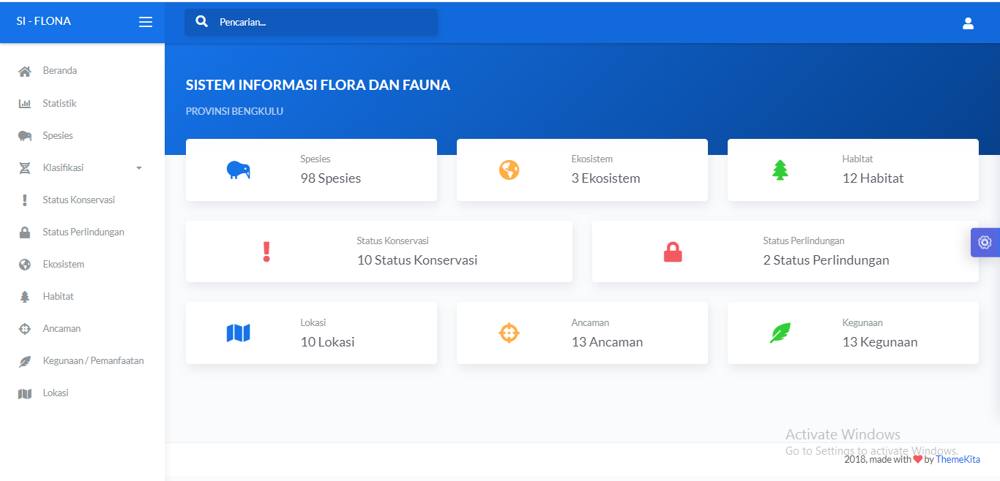 SI - FLONA
Pencarian...
Beranda
Statistik
Spesies
Klasifikasi
Status Konservasi
Status Perlindungan
Ekosistem
Habitat
Ancaman
Kegunaan / Pemanfaatan
Lokasi
SISTEM INFORMASI FLORA DAN FAUNA
PROVINSI BENGKULU
Spesies
98 Spesies
Ekosistem
3 Ekosistem
Habitat
12 Habitat
Status Konservasi
10 Status Konservasi
Status Perlindungan
2 Status Perlindungan
Lokasi
10 Lokasi
Ancaman
13 Ancaman
Kegunaan
13 Kegunaan
Activate Windows
Go to Settings to activate Windows.
2018, made with ❤ by ThemeKita